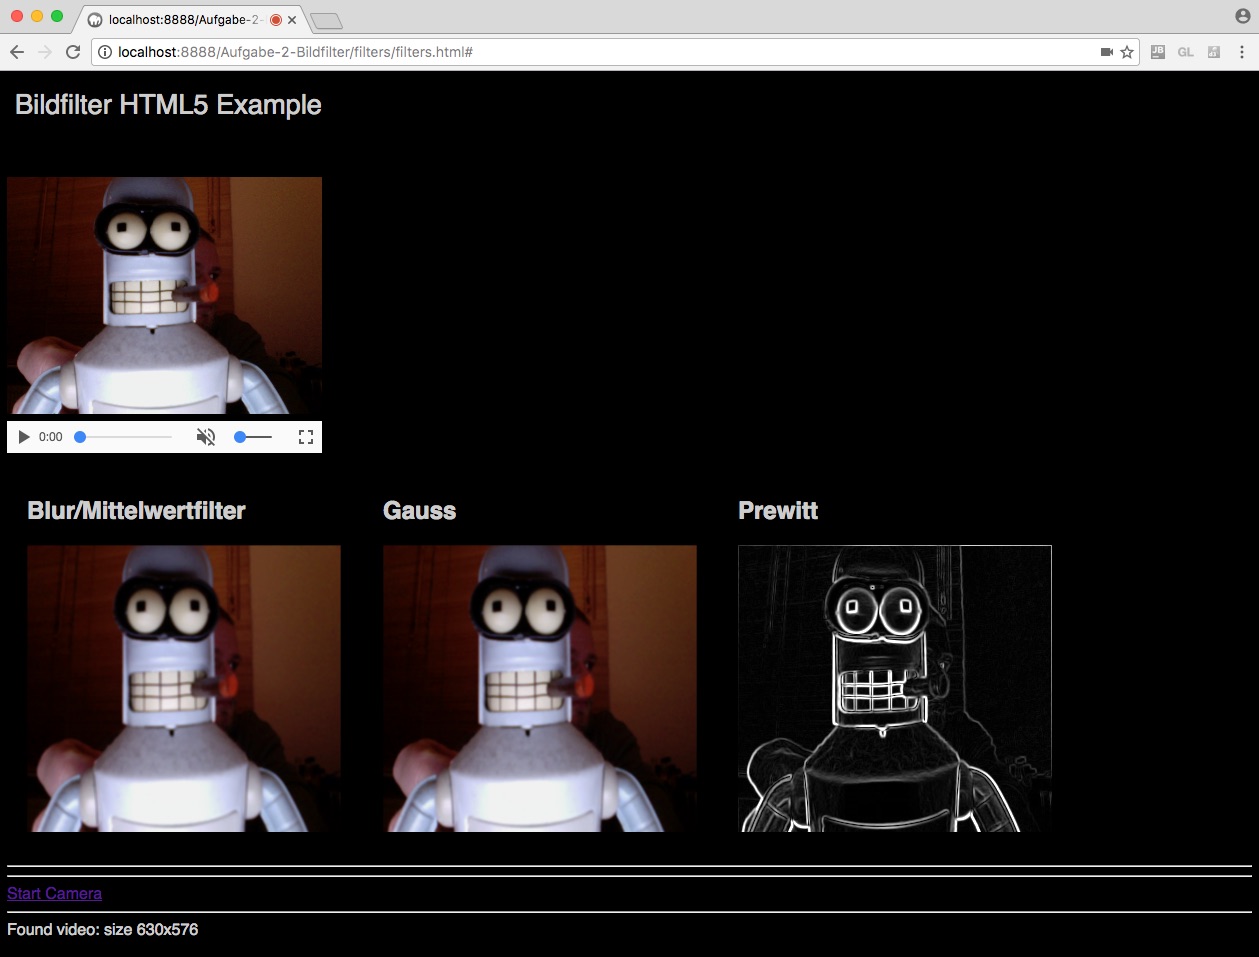 localhost:8888/Aufgabe-2-
localhost:8888/Aufgabe-2-Bildfilter/filters/filters.html#
JB
GL
Bildfilter HTML5 Example
0:00
Blur/Mittelwertfilter
Gauss
Prewitt
Start Camera
Found video: size 630x576